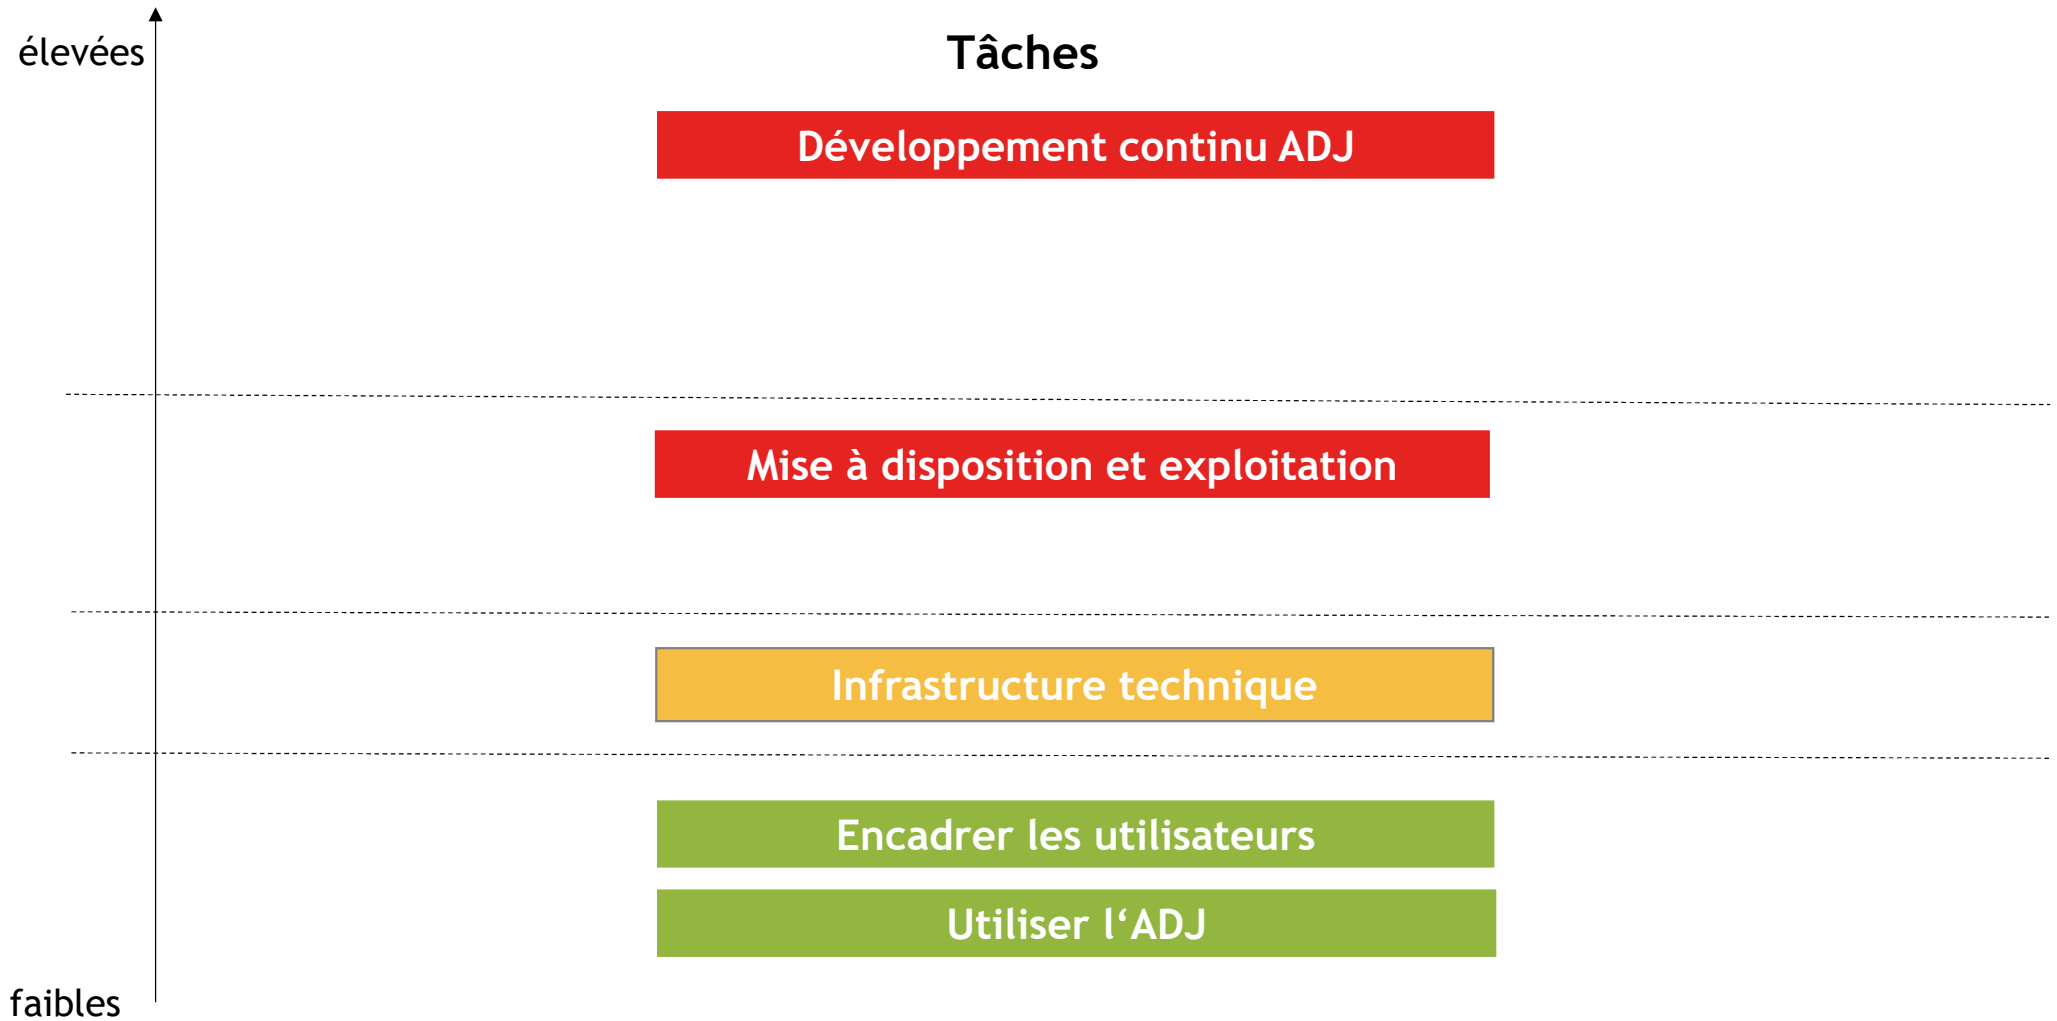 élevées
Tâches
Développement continu ADJ
Mise à disposition et exploitation
Infrastructure technique
Encadrer les utilisateurs
Utiliser l‘ADJ
faibles